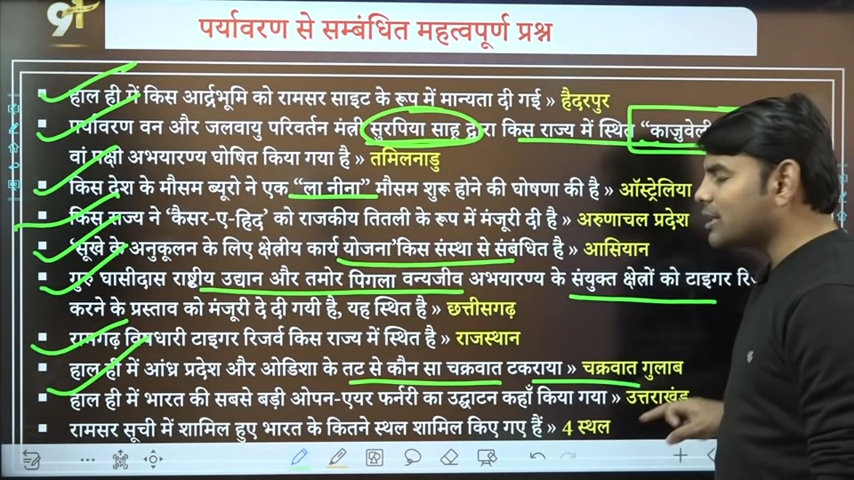 पर्यावरण से सम्बंधित महत्वपूर्ण प्रश्न
हाल ही में किस आर्द्रभूमि को रामसर साइट के रूप में मान्यता दी गई » हैदरपुर
पर्यावरण वन और जलवायु परिवर्तन मंत्री सुरपिया साह द्वारा किस राज्य में स्थित “काजुवेली
वां पक्षी अभयारण्य घोषित किया गया है » तमिलनाडु
किस देश के मौसम ब्यूरो ने एक “ला नीना” मौसम शुरू होने की घोषणा की है » ऑस्ट्रेलिया
किस राज्य ने ‘कैसर-ए-हिद’ को राजकीय तितली के रूप में मंजूरी दी है » अरुणाचल प्रदेश
‘सूखे के अनुकूलन के लिए क्षेत्रीय कार्य योजना’किस संस्था से संबंधित है » आसियान
गुरु घासीदास राष्ट्रीय उद्यान और तमोर पिगला वन्यजीव अभयारण्य के संयुक्त क्षेत्रों को टाइगर
करने के प्रस्ताव को मंजूरी दे दी गयी है, यह स्थित है » छत्तीसगढ़
रामगढ़ विषधारी टाइगर रिजर्व किस राज्य में स्थित है » राजस्थान
हाल ही में आंध्र प्रदेश और ओडिशा के तट से कौन सा चक्रवात टकराया » चक्रवात गुलाब
हाल ही में भारत की सबसे बड़ी ओपन-एयर फर्नरी का उद्घाटन कहाँ किया गया » उत्तराखंड
रामसर सूची में शामिल हुए भारत के कितने स्थल शामिल किए गए हैं » 4 स्थल